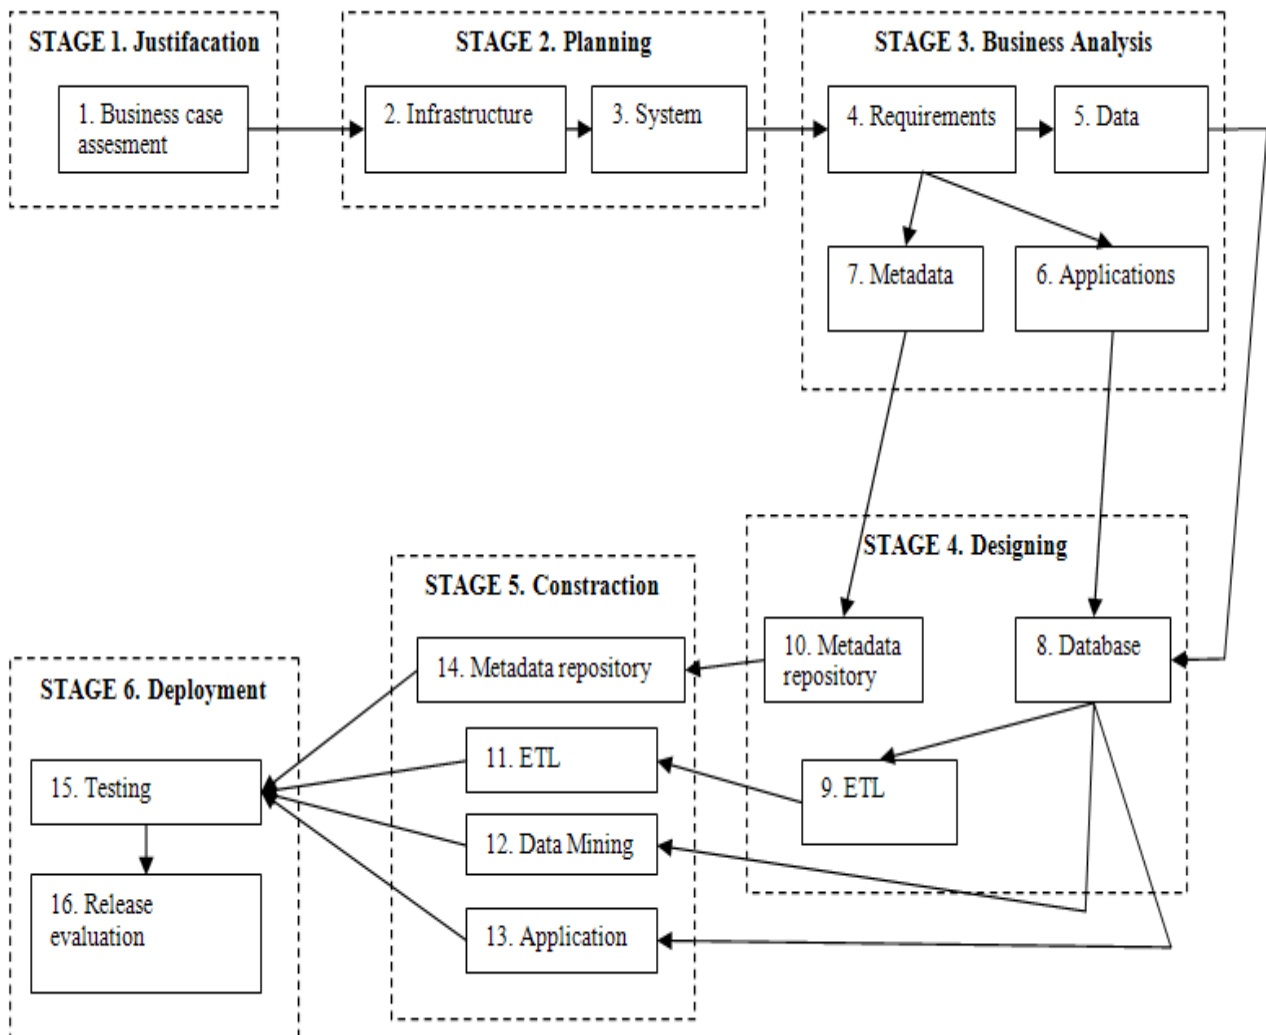 STAGE 1. Justifacation
1. Business case
assesment
STAGE 2. Planning
2. Infrastructure
3. System
STAGE 3. Business Analysis
4. Requirements
5. Data
7. Metadata
6. Applications
STAGE 4. Designing
10. Metadata
repository
8. Database
9. ETL
STAGE 5. Constraction
14. Metadata repository
11. ETL
12. Data Mining
13. Application
STAGE 6. Deployment
15. Testing
16. Release
evaluation